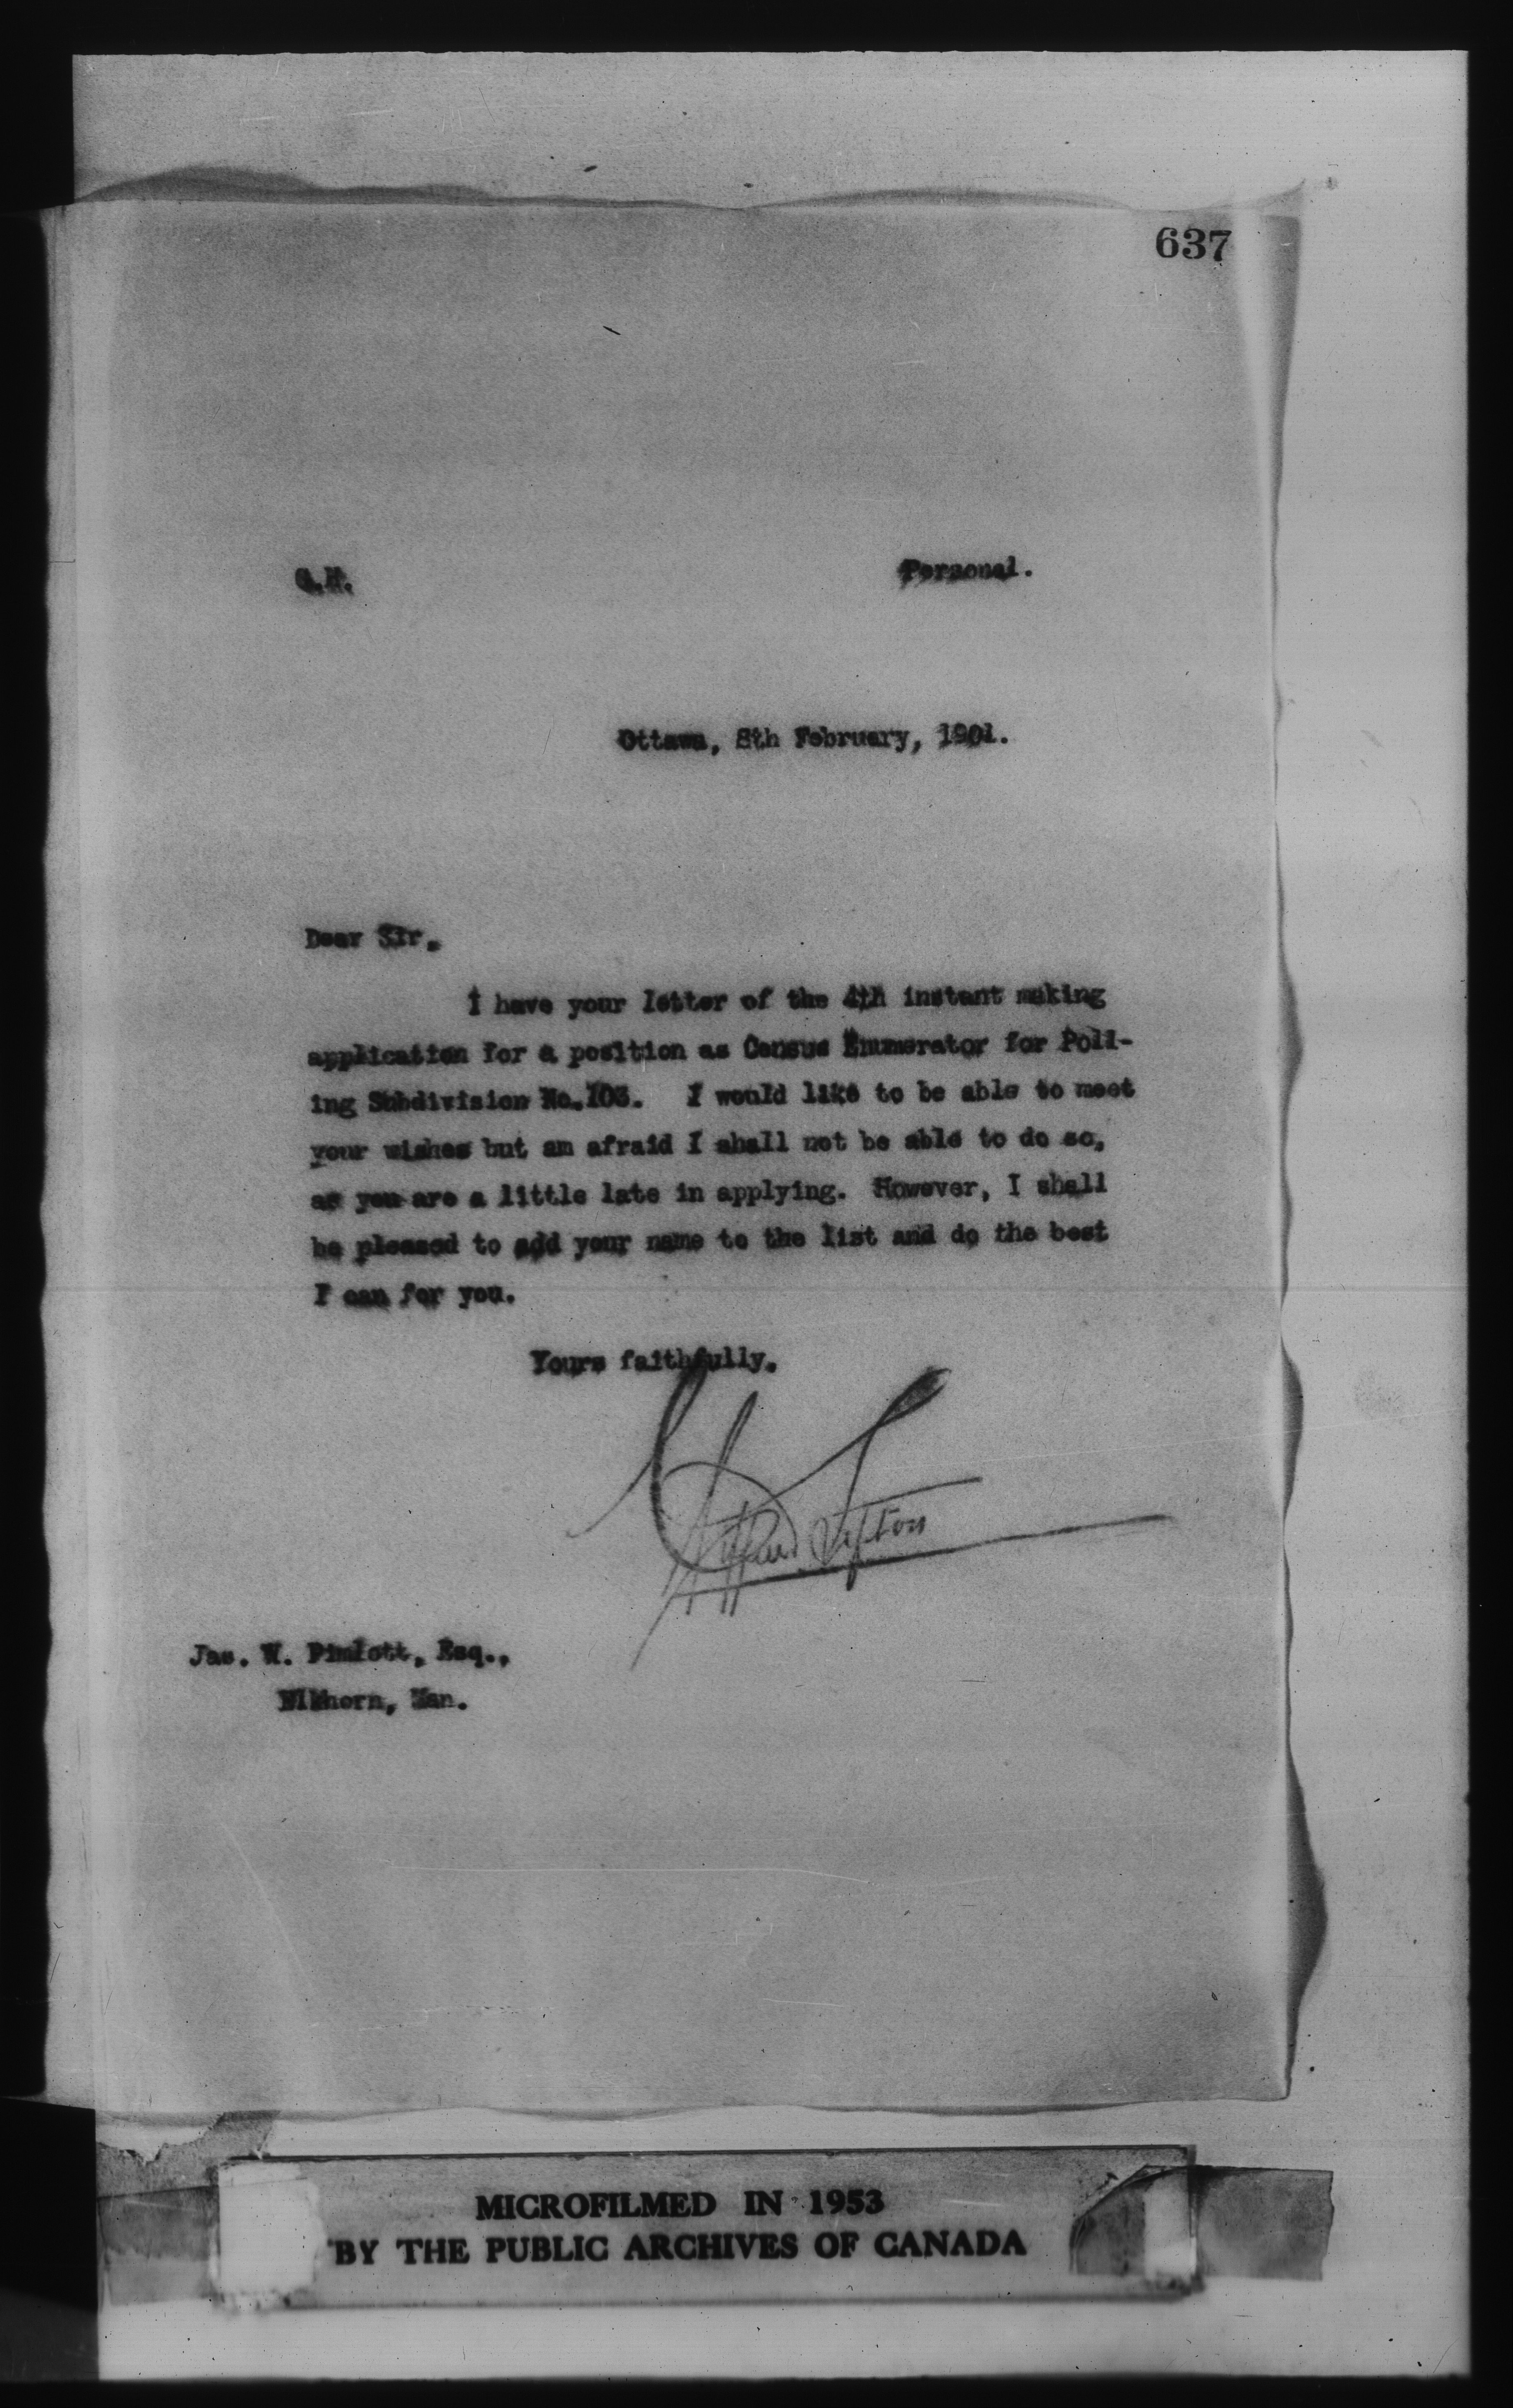 637
Personal.
Ottawa, 8th February, 1901.
Dear Sir,
I have your letter of the 4th instant making
application for a position as Census Enumerator for Poll-
ing Subdivision No. 103. I would like to be able to meet
your wishes but am afraid I shall not be able to do so,
as you are a little late in applying. However, I shall
be pleased to add your name to the list and do the best
I can for you.
Yours faithfully,
Clifford Sifton
Jas. W. Pimlott, Esq.,
Elkhorn, Man.
MICROFILMED IN 1953
BY THE PUBLIC ARCHIVES OF CANADA